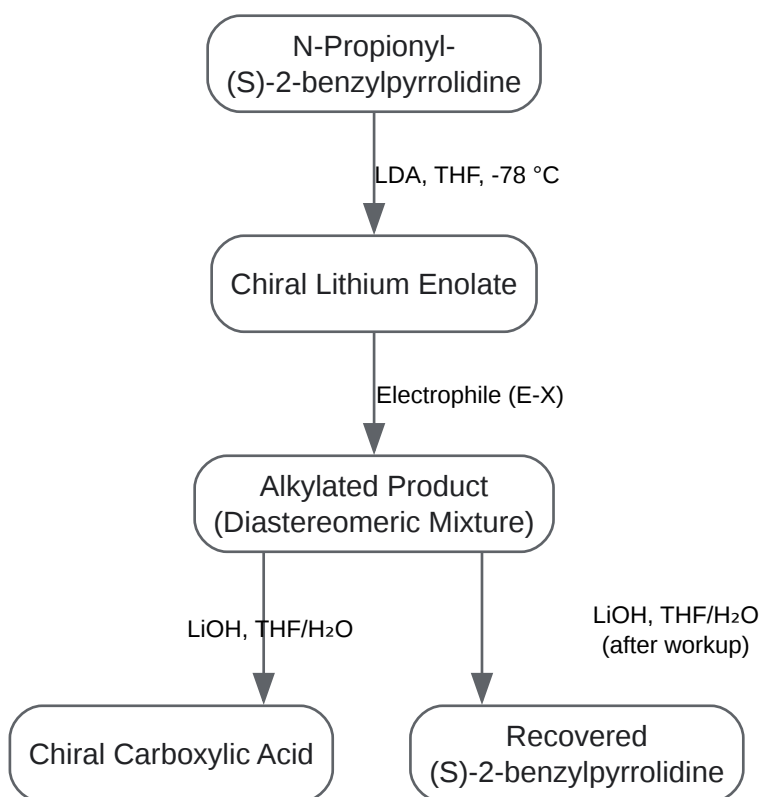 N-Propionyl-
(S)-2-benzylpyrrolidine
LDA, THF, -78 °C
Chiral Lithium Enolate
Electrophile (E-X)
Alkylated Product
(Diastereomeric Mixture)
LiOH, THF/H₂O
LiOH, THF/H₂O
(after workup)
Chiral Carboxylic Acid
Recovered
(S)-2-benzylpyrrolidine